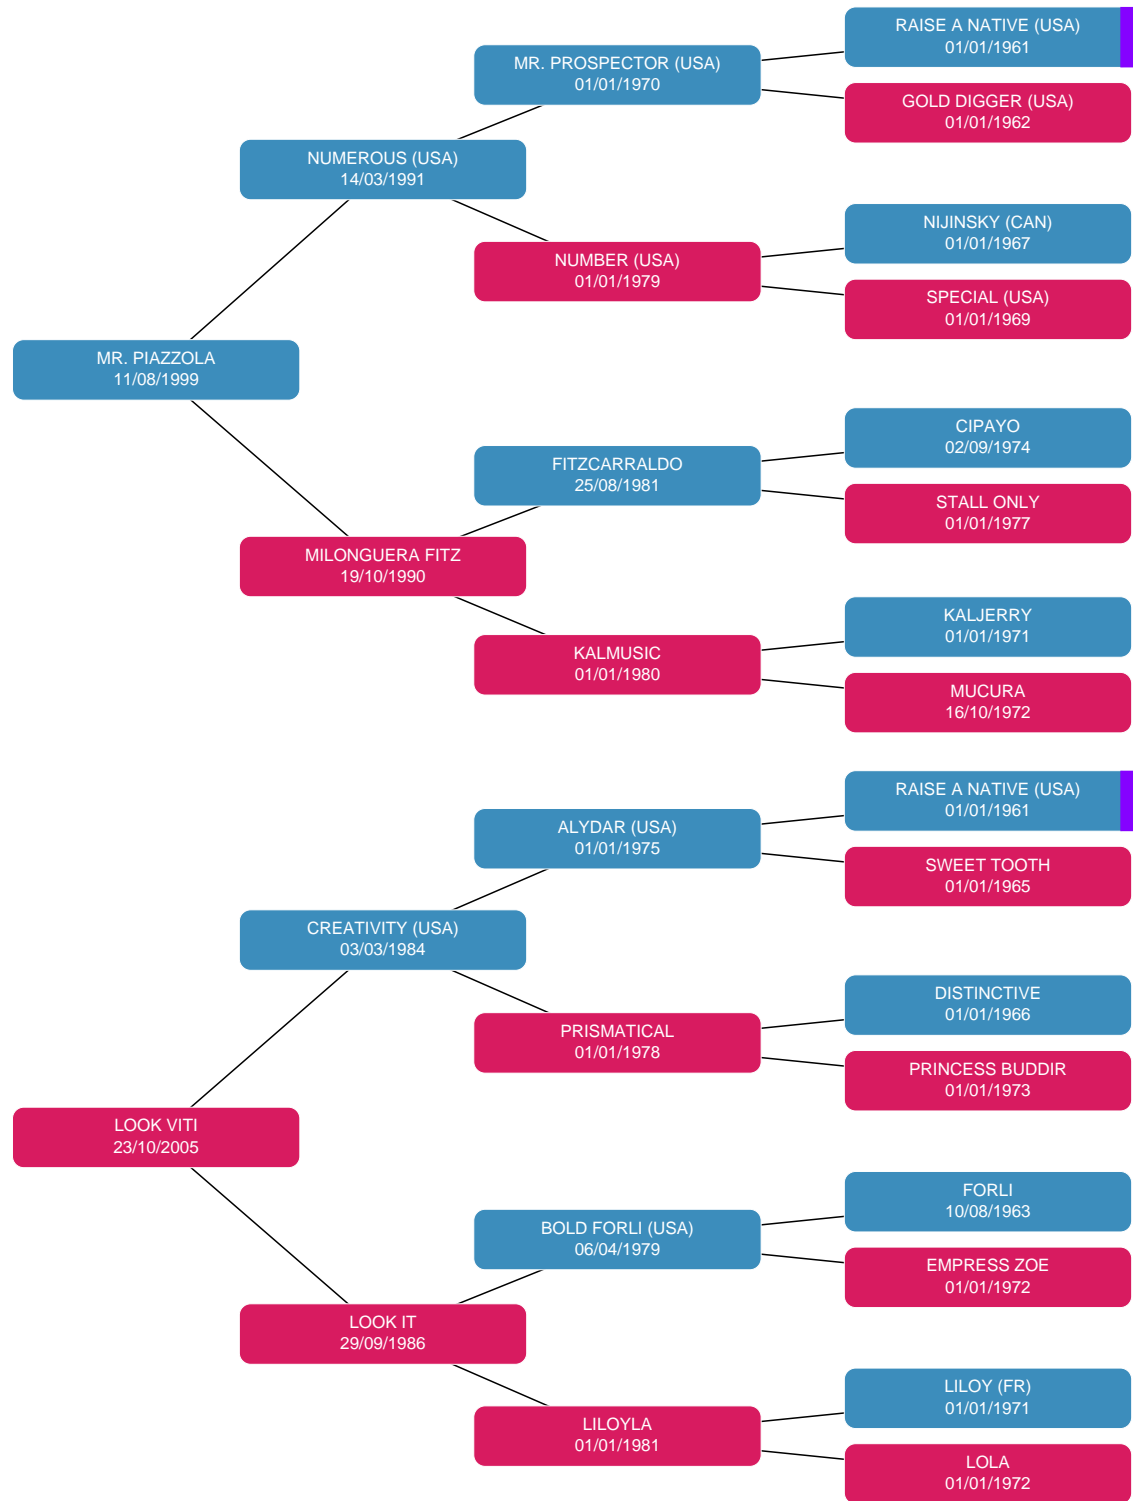 RAISE A NATIVE (USA)
01/01/1961
MR. PROSPECTOR (USA)
01/01/1970
GOLD DIGGER (USA)
01/01/1962
NUMEROUS (USA)
14/03/1991
NIJINSKY (CAN)
01/01/1967
NUMBER (USA)
01/01/1979
SPECIAL (USA)
01/01/1969
MR. PIAZZOLA
11/08/1999
CIPAYO
02/09/1974
FITZCARRALDO
25/08/1981
STALL ONLY
01/01/1977
MILONGUERA FITZ
19/10/1990
KALJERRY
01/01/1971
KALMUSIC
01/01/1980
MUCURA
16/10/1972
RAISE A NATIVE (USA)
01/01/1961
ALYDAR (USA)
01/01/1975
SWEET TOOTH
01/01/1965
CREATIVITY (USA)
03/03/1984
DISTINCTIVE
01/01/1966
PRISMATICAL
01/01/1978
PRINCESS BUDDIR
01/01/1973
LOOK VITI
23/10/2005
FORLI
10/08/1963
BOLD FORLI (USA)
06/04/1979
EMPRESS ZOE
01/01/1972
LOOK IT
29/09/1986
LILOY (FR)
01/01/1971
LILOYLA
01/01/1981
LOLA
01/01/1972